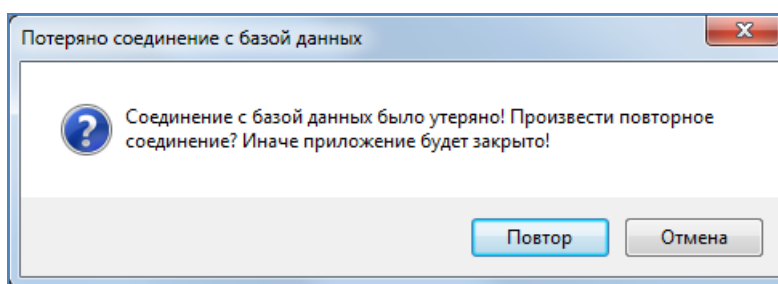 Потеряно соединение с базой данных
Соединение с базой данных было утеряно! Произвести повторное
соединение? Иначе приложение будет закрыто!
Повтор
Отмена